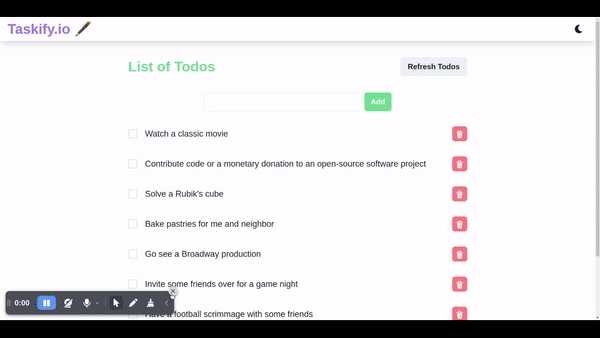 Taskify.io
List of Todos
Refresh Todos
Add
Watch a classic movie
Contribute code or a monetary donation to an open-source software project
Solve a Rubik's cube
Bake pastries for me and neighbor
Go see a Broadway production
Invite some friends over for a game night
0:00
Have a football scrimmage with some friends